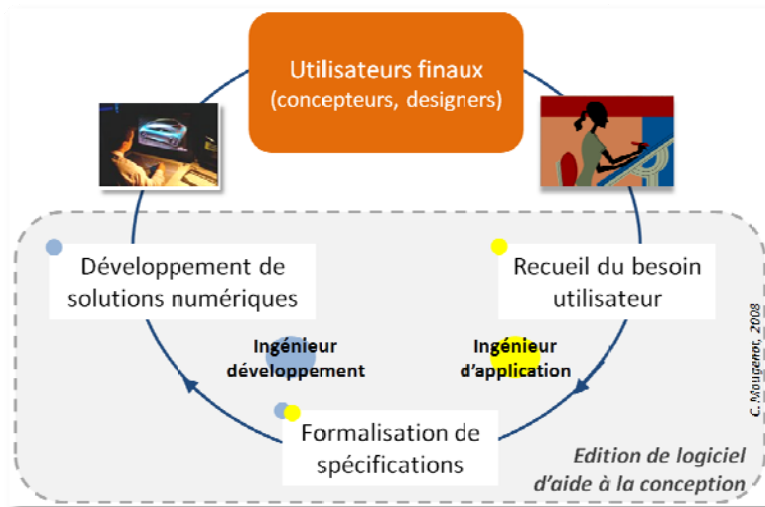 Utilisateurs finaux
(concepteurs, designers)
Développement de
solutions numériques
Recueil du besoin
utilisateur
Ingénieur
développement
Ingénieur
d'application
Formalisation de
spécifications
Edition de logiciel
d'aide à la conception
C. Mougenot, 2008